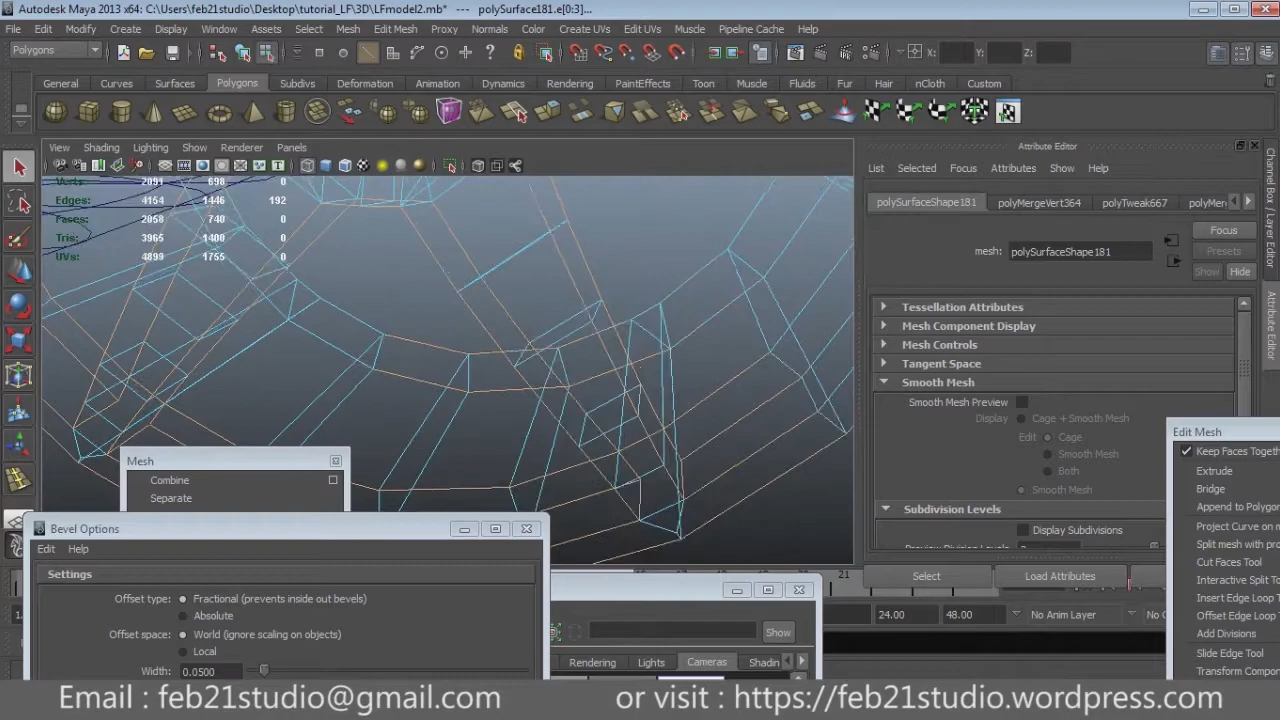 Autodesk Maya 2013 x64: C:\Users\feb21studio\Desktop\tutorial_LF\3D\LFmodel2.mb* --- polySurface181.e[0:3]...
File Edit Modify Create Display Window Assets Select Mesh Edit Mesh Proxy Normals Color Create UVs Edit UVs Muscle Pipeline Cache Help
Polygons X: Y: Z:
General Curves Surfaces Polygons Subdivs Deformation Animation Dynamics Rendering PaintEffects Toon Muscle Fluids Fur Hair nCloth Custom
View Shading Lighting Show Renderer Panels
Verts: 2091 698 0
Edges: 4154 1446 192
Faces: 2058 740 0
Tris: 3965 1400 0
UVs: 4899 1755 0
Attribute Editor
List Selected Focus Attributes Show Help
polySurfaceShape181 polyMergeVert364 polyTweak667 polyMer
Focus
mesh: polySurfaceShape181 Presets
Show Hide
Tessellation Attributes
Mesh Component Display
Mesh Controls
Tangent Space
Smooth Mesh
Smooth Mesh Preview
Display Cage + Smooth Mesh
Edit Cage
Smooth Mesh
Both
Smooth Mesh
Subdivision Levels
Display Subdivisions
Select Load Attributes
Channel Box / Layer Editor
Attribute Editor
Edit Mesh
Keep Faces Togeth
Extrude
Bridge
Append to Polygon
Project Curve on m
Split mesh with pro
Cut Faces Tool
Interactive Split To
Insert Edge Loop T
Offset Edge Loop
Add Divisions
Slide Edge Tool
Transform Compon
Mesh
Combine
Separate
Bevel Options
Edit Help
Settings
Offset type: Fractional (prevents inside out bevels)
Absolute
Offset space: World (ignore scaling on objects)
Local
Width: 0.0500
21
24.00 48.00 No Anim Layer
Show
Rendering Lights Cameras Shadin
Email : feb21studio@gmail.com or visit : https://feb21studio.wordpress.com